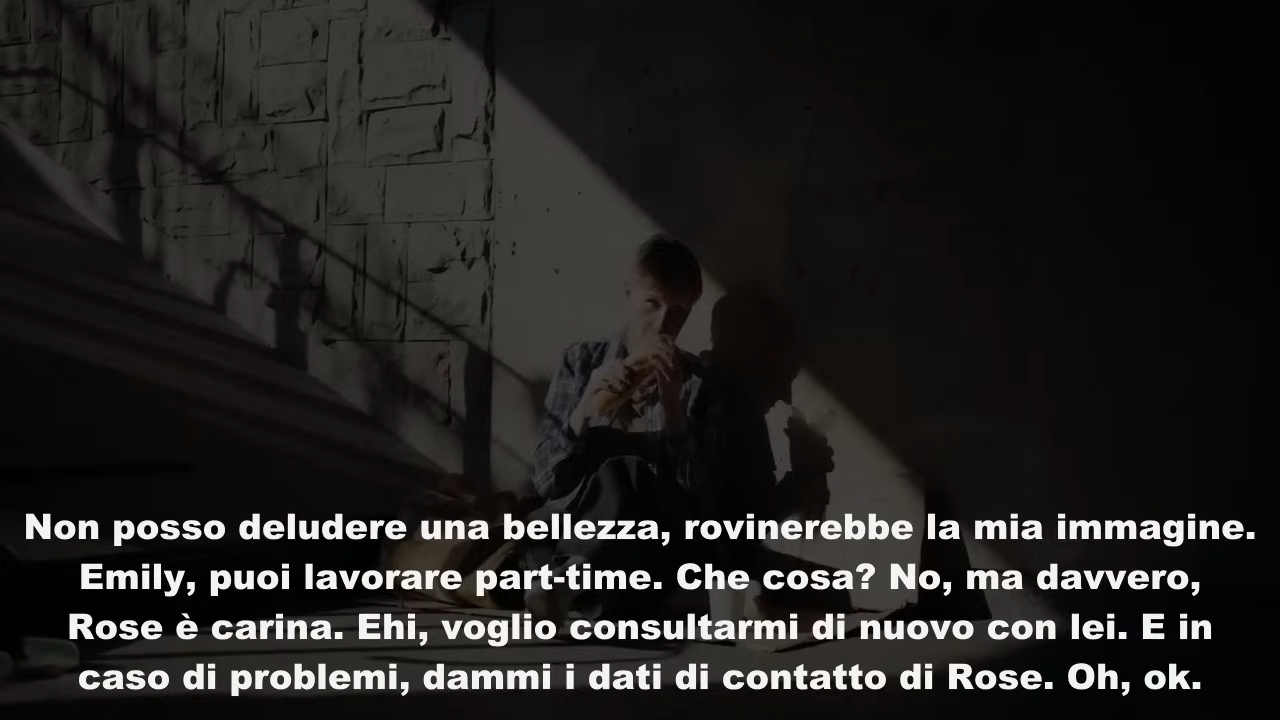 Non posso deludere una bellezza, rovinerebbe la mia immagine.
Emily, puoi lavorare part-time. Che cosa? No, ma davvero,
Rose è carina. Ehi, voglio consultarmi di nuovo con lei. E in
caso di problemi, dammi i dati di contatto di Rose. Oh, ok.